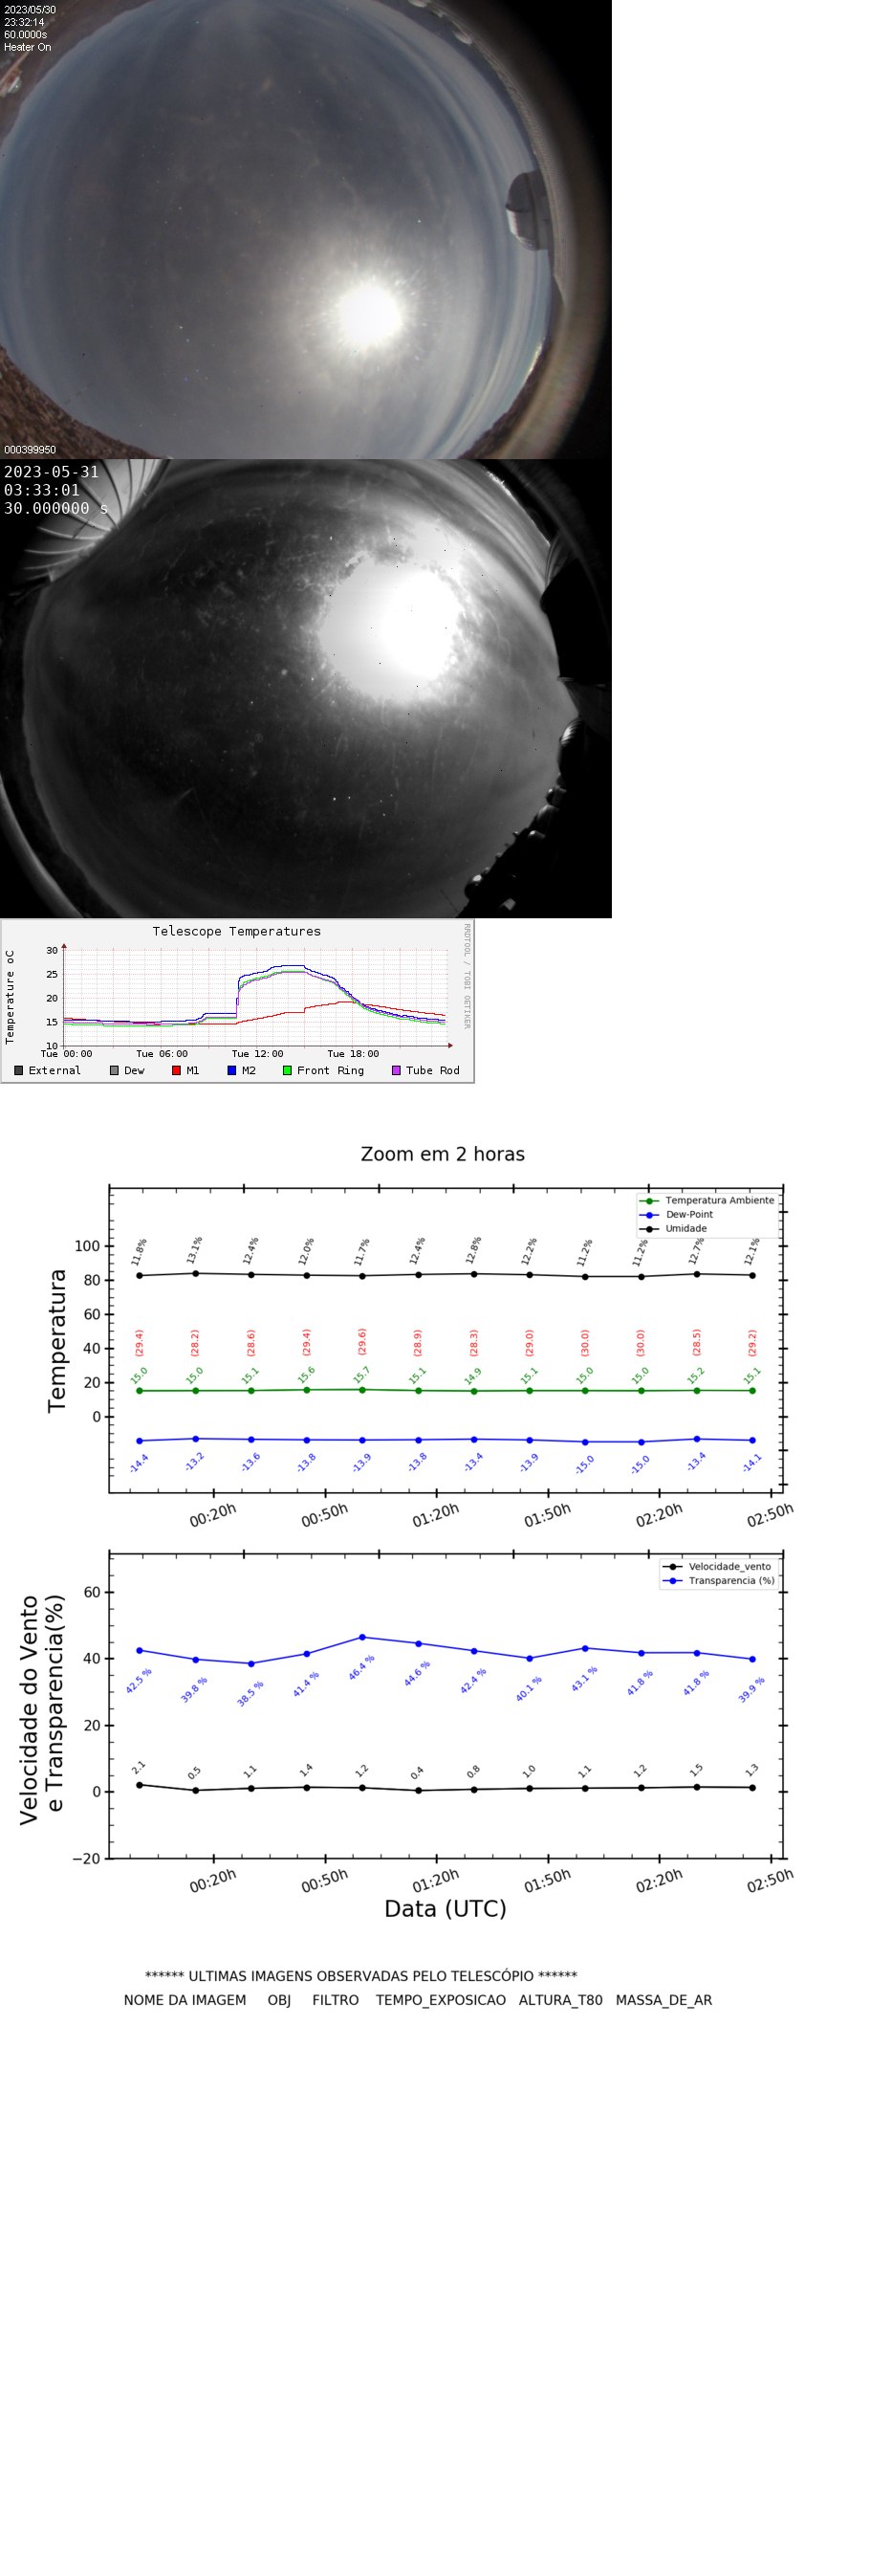 2023/05/30
23:32:14
60.0000s
Heater On
000399950
2023-05-31
03:33:01
30.000000 s
Telescope Temperatures
RRDTOOL / TOBI OETIKER
Temperature oC
30
25
20
15
10
Tue 00:00 Tue 06:00 Tue 12:00 Tue 18:00
External Dew M1 M2 Front Ring Tube Rod
Zoom em 2 horas
Temperatura Ambiente
Dew-Point
Umidade
Temperatura
100
80
60
40
20
0
11.8% 13.1% 12.4% 12.0% 11.7% 12.4% 12.8% 12.2% 11.2% 11.2% 12.7% 12.1%
(29.4) (28.2) (28.6) (29.4) (29.6) (28.9) (28.3) (29.0) (30.0) (30.0) (28.5) (29.2)
15.0 15.0 15.1 15.6 15.7 15.1 14.9 15.1 15.0 15.0 15.2 15.1
-14.4 -13.2 -13.6 -13.8 -13.9 -13.8 -13.4 -13.9 -15.0 -15.0 -13.4 -14.1
00:20h 00:50h 01:20h 01:50h 02:20h 02:50h
Velocidade_vento
Transparencia (%)
Velocidade do Vento
e Transparencia(%)
60
40
20
0
−20
42.5 % 39.8 % 38.5 % 41.4 % 46.4 % 44.6 % 42.4 % 40.1 % 43.1 % 41.8 % 41.8 % 39.9 %
2.1 0.5 1.1 1.4 1.2 0.4 0.8 1.0 1.1 1.2 1.5 1.3
00:20h 00:50h 01:20h 01:50h 02:20h 02:50h
Data (UTC)
****** ULTIMAS IMAGENS OBSERVADAS PELO TELESCÓPIO ******
NOME DA IMAGEM OBJ FILTRO TEMPO_EXPOSICAO ALTURA_T80 MASSA_DE_AR